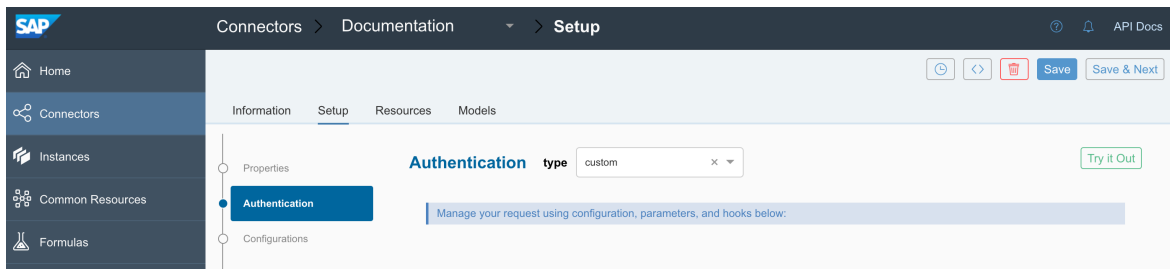 SAP Connectors > Documentation > Setup API Docs
Home
Save Save & Next
Connectors
Information Setup Resources Models
Instances
Properties
Authentication type custom × Try it Out
Common Resources
Authentication
Manage your request using configuration, parameters, and hooks below:
Formulas
Configurations